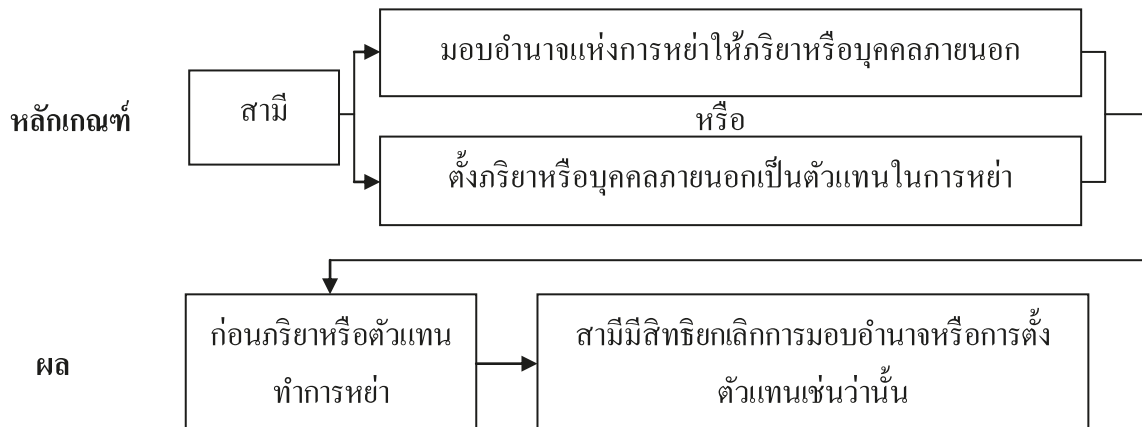 หลักเกณฑ์
สามี
มอบอำนาจแห่งการหย่าให้ภริยาหรือบุคคลภายนอก
หรือ
ตั้งภริยาหรือบุคคลภายนอกเป็นตัวแทนในการหย่า
ผล
ก่อนภริยาหรือตัวแทน
ทำการหย่า
สามีมีสิทธิยกเลิกการมอบอำนาจหรือการตั้ง
ตัวแทนเช่นว่านั้น